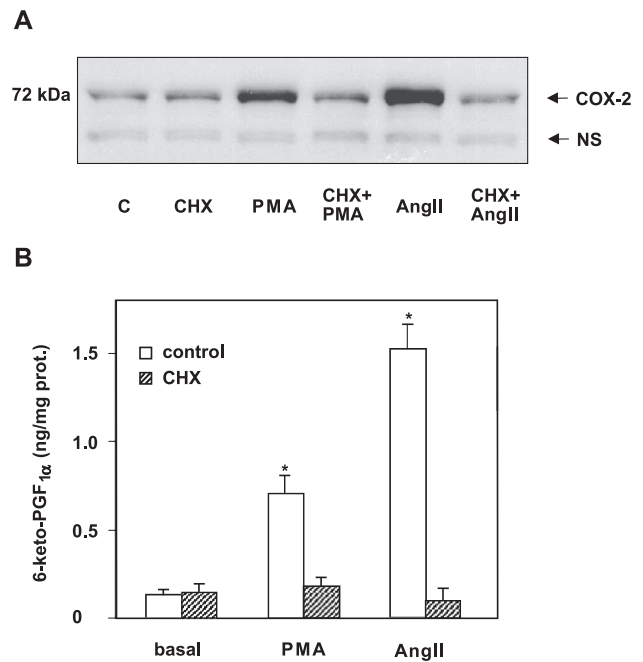 A
72 kDa
COX-2
NS
C CHX PMA CHX+ PMA AngII CHX+ AngII
B
6-keto-PGF1α (ng/mg prot.)
1.5
1.0
0.5
0
control
CHX
*
*
basal PMA AngII